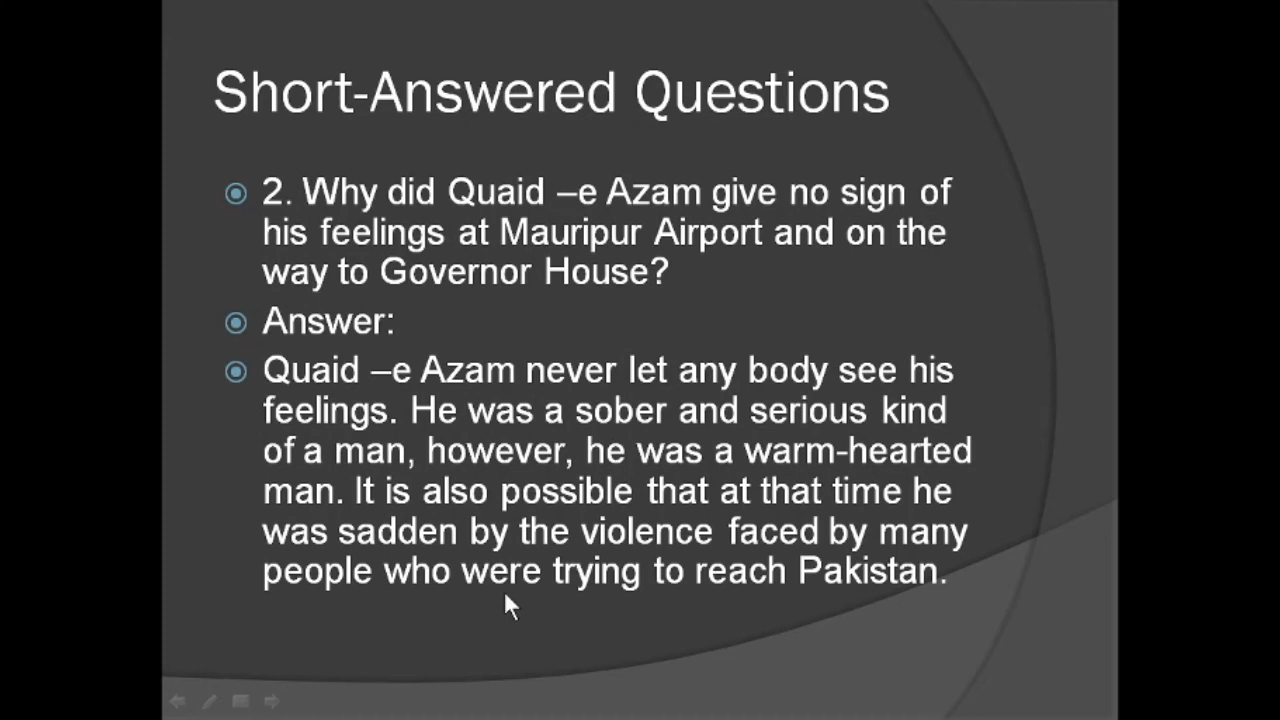 Short-Answered Questions
2. Why did Quaid –e Azam give no sign of
his feelings at Mauripur Airport and on the
way to Governor House?
Answer:
Quaid –e Azam never let any body see his
feelings. He was a sober and serious kind
of a man, however, he was a warm-hearted
man. It is also possible that at that time he
was sadden by the violence faced by many
people who were trying to reach Pakistan.